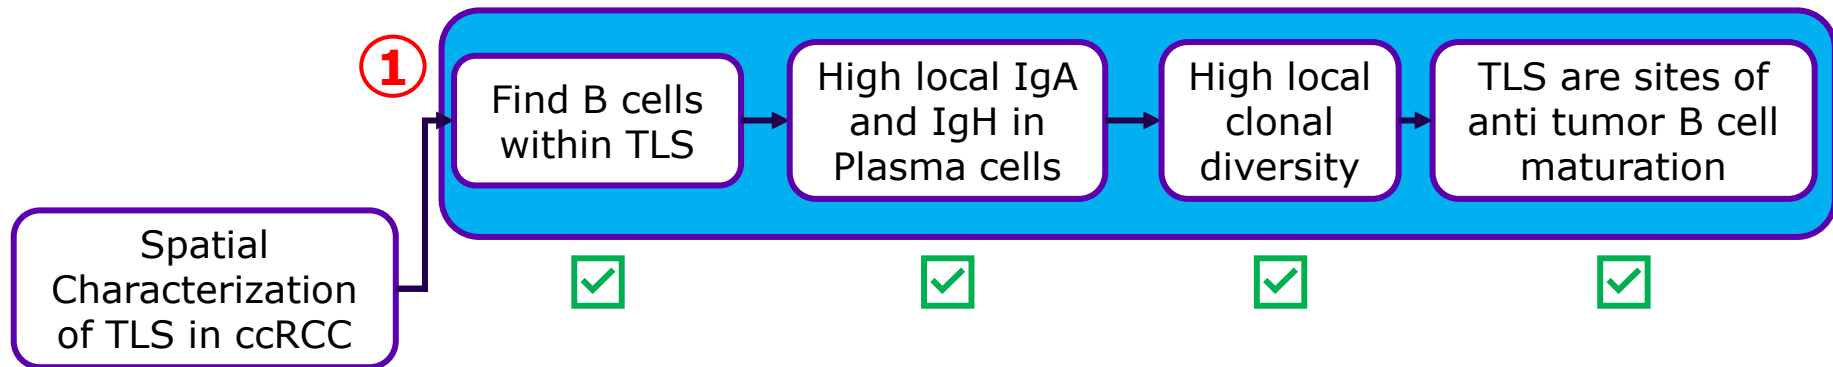 ①
Find B cells
within TLS
High local IgA
and IgH in
Plasma cells
High local
clonal
diversity
TLS are sites of
anti tumor B cell
maturation
Spatial
Characterization
of TLS in ccRCC